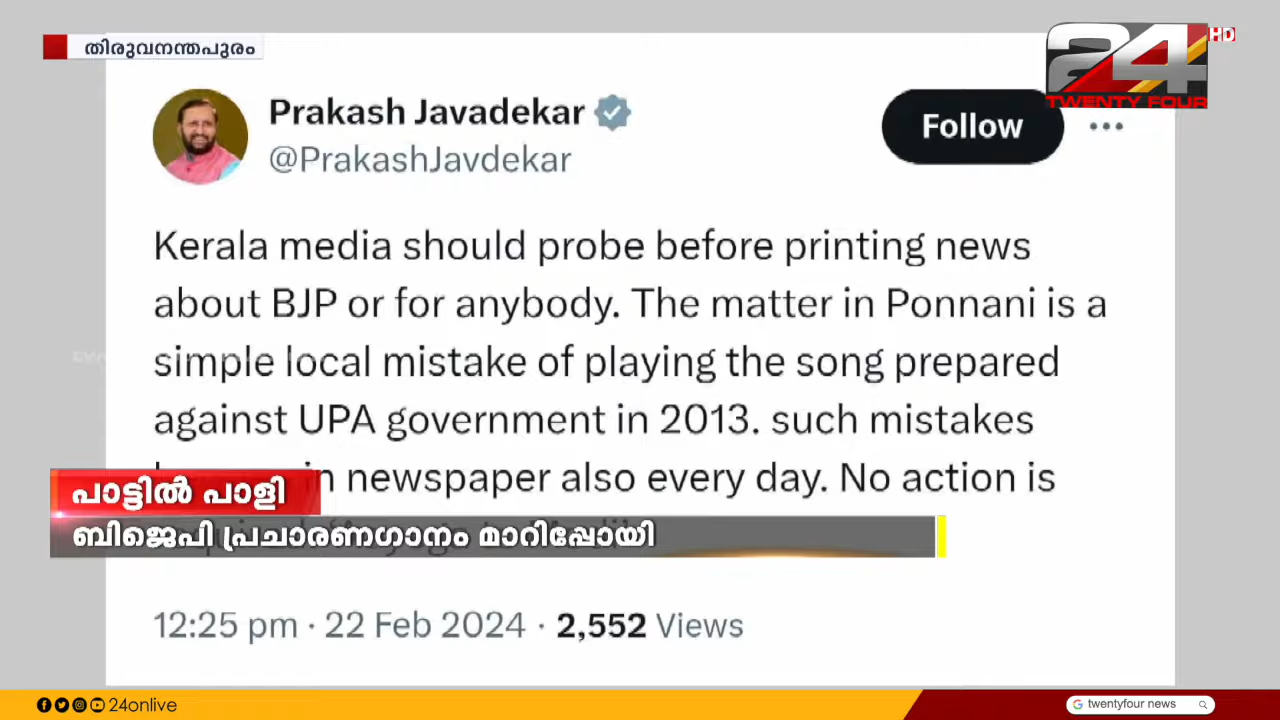 തിരുവനന്തപുരം
24 HD
TWENTY FOUR
Prakash Javadekar
@PrakashJavdekar
Follow
Kerala media should probe before printing news
about BJP or for anybody. The matter in Ponnani is a
simple local mistake of playing the song prepared
against UPA government in 2013. such mistakes
in newspaper also every day. No action is
പാട്ടിൽ പാളി
ബിജെപി പ്രചാരണഗാനം മാറിപ്പോയി
12:25 pm · 22 Feb 2024 · 2,552 Views
24onlive
twentyfour news